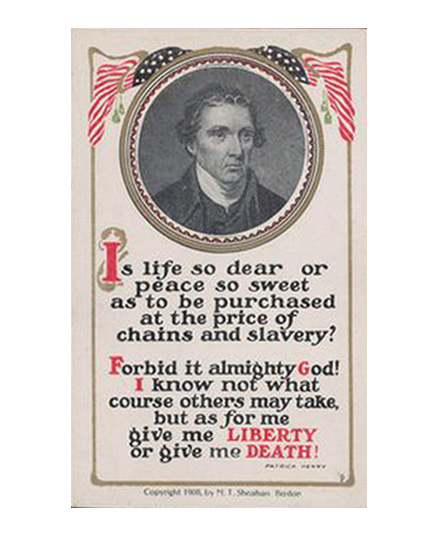 Is life so dear or
peace so sweet
as to be purchased
at the price of
chains and slavery?
Forbid it almighty God!
I know not what
course others may take,
but as for me
give me LIBERTY
or give me DEATH!
PATRICK HENRY
Copyright 1908, by M. T. Sheahan Boston